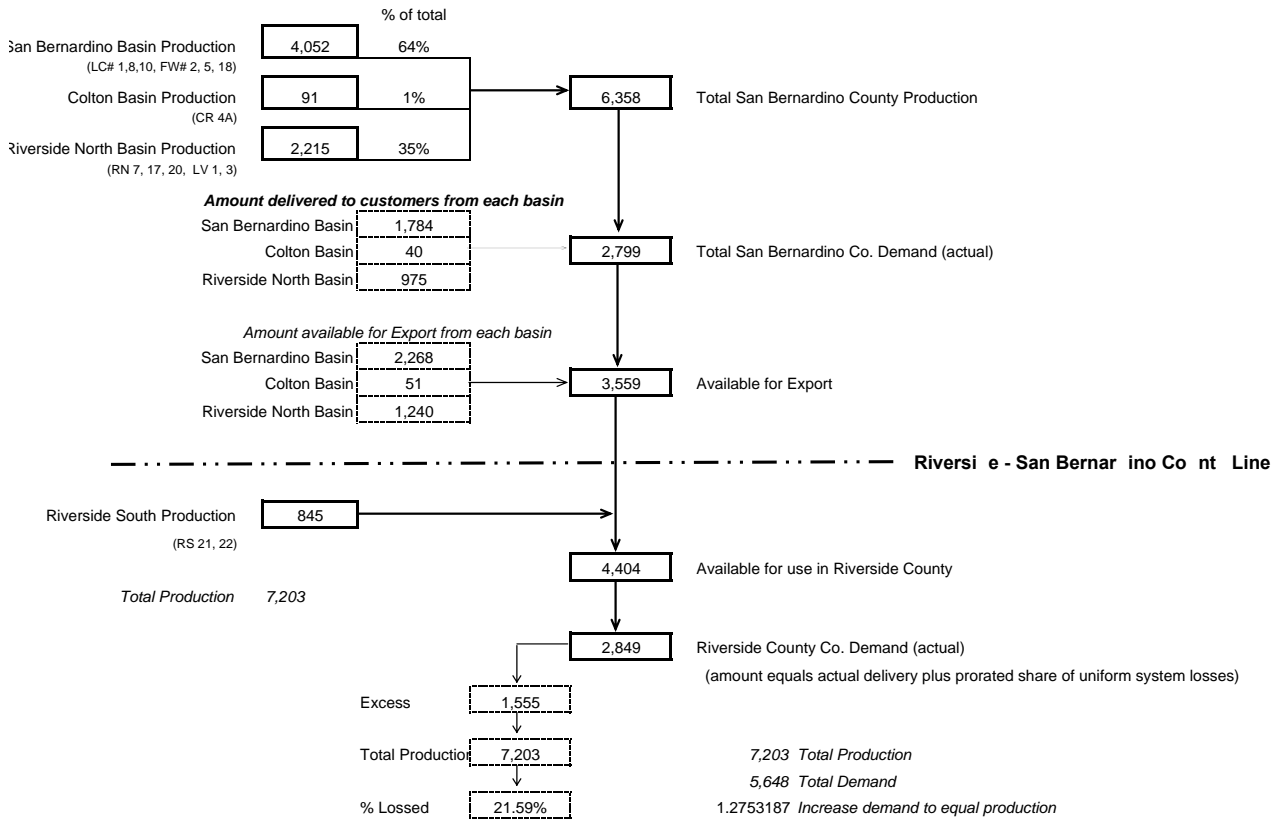 % of total
San Bernardino Basin Production 4,052 64%
(LC# 1,8,10, FW# 2, 5, 18)
Colton Basin Production 91 1% 6,358 Total San Bernardino County Production
(CR 4A)
Riverside North Basin Production 2,215 35%
(RN 7, 17, 20, LV 1, 3)
Amount delivered to customers from each basin
San Bernardino Basin 1,784
Colton Basin 40 2,799 Total San Bernardino Co. Demand (actual)
Riverside North Basin 975
Amount available for Export from each basin
San Bernardino Basin 2,268
Colton Basin 51 3,559 Available for Export
Riverside North Basin 1,240
Riversi e - San Bernar ino Co nt Line
Riverside South Production 845
(RS 21, 22)
4,404 Available for use in Riverside County
Total Production 7,203
2,849 Riverside County Co. Demand (actual)
(amount equals actual delivery plus prorated share of uniform system losses)
Excess 1,555
Total Production 7,203 7,203 Total Production
5,648 Total Demand
% Lossed 21.59% 1.2753187 Increase demand to equal production